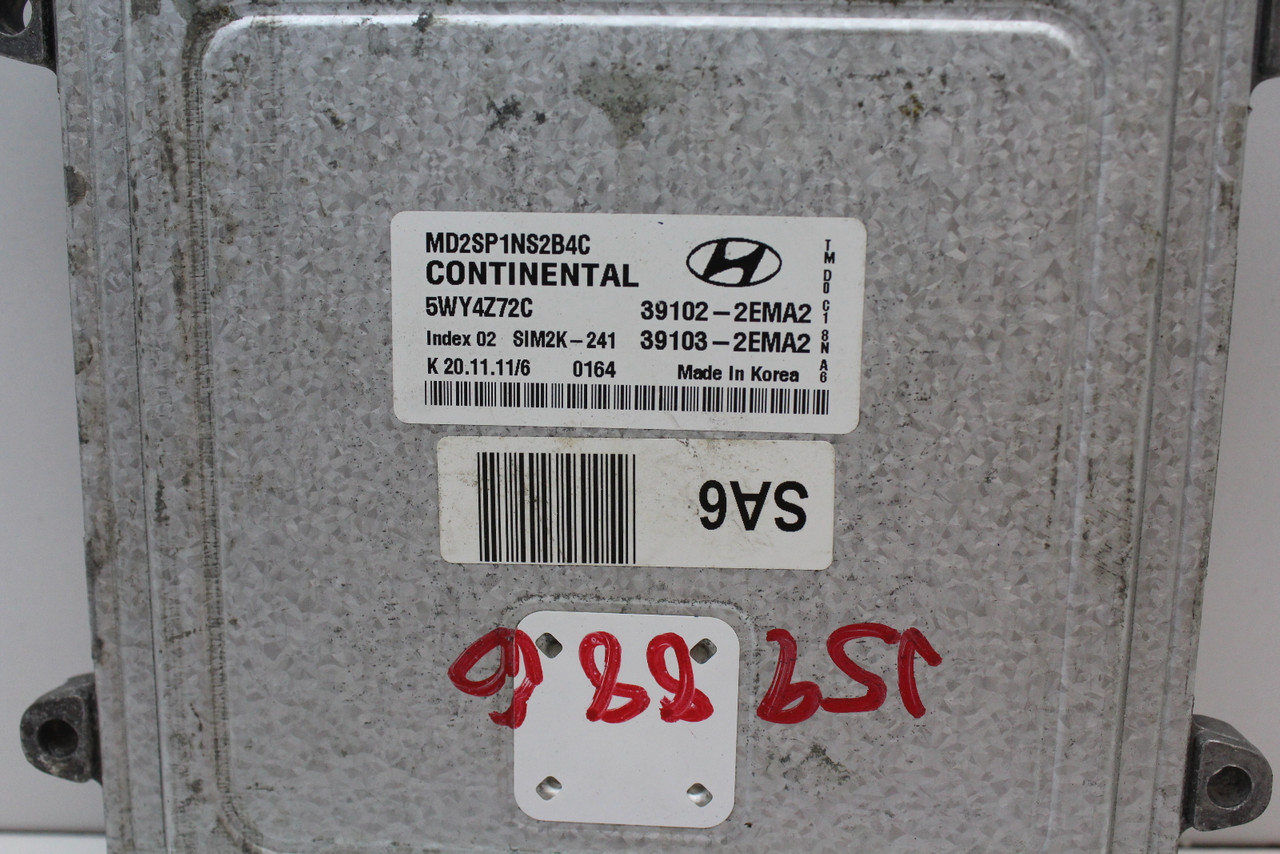 MD2SP1NS2B4C
CONTINENTAL
5WY4Z72C 39102-2EMA2
Index 02 SIM2K-241 39103-2EMA2
K 20.11.11/6 0164 Made In Korea
TM D0 C1 8N A6
SA6